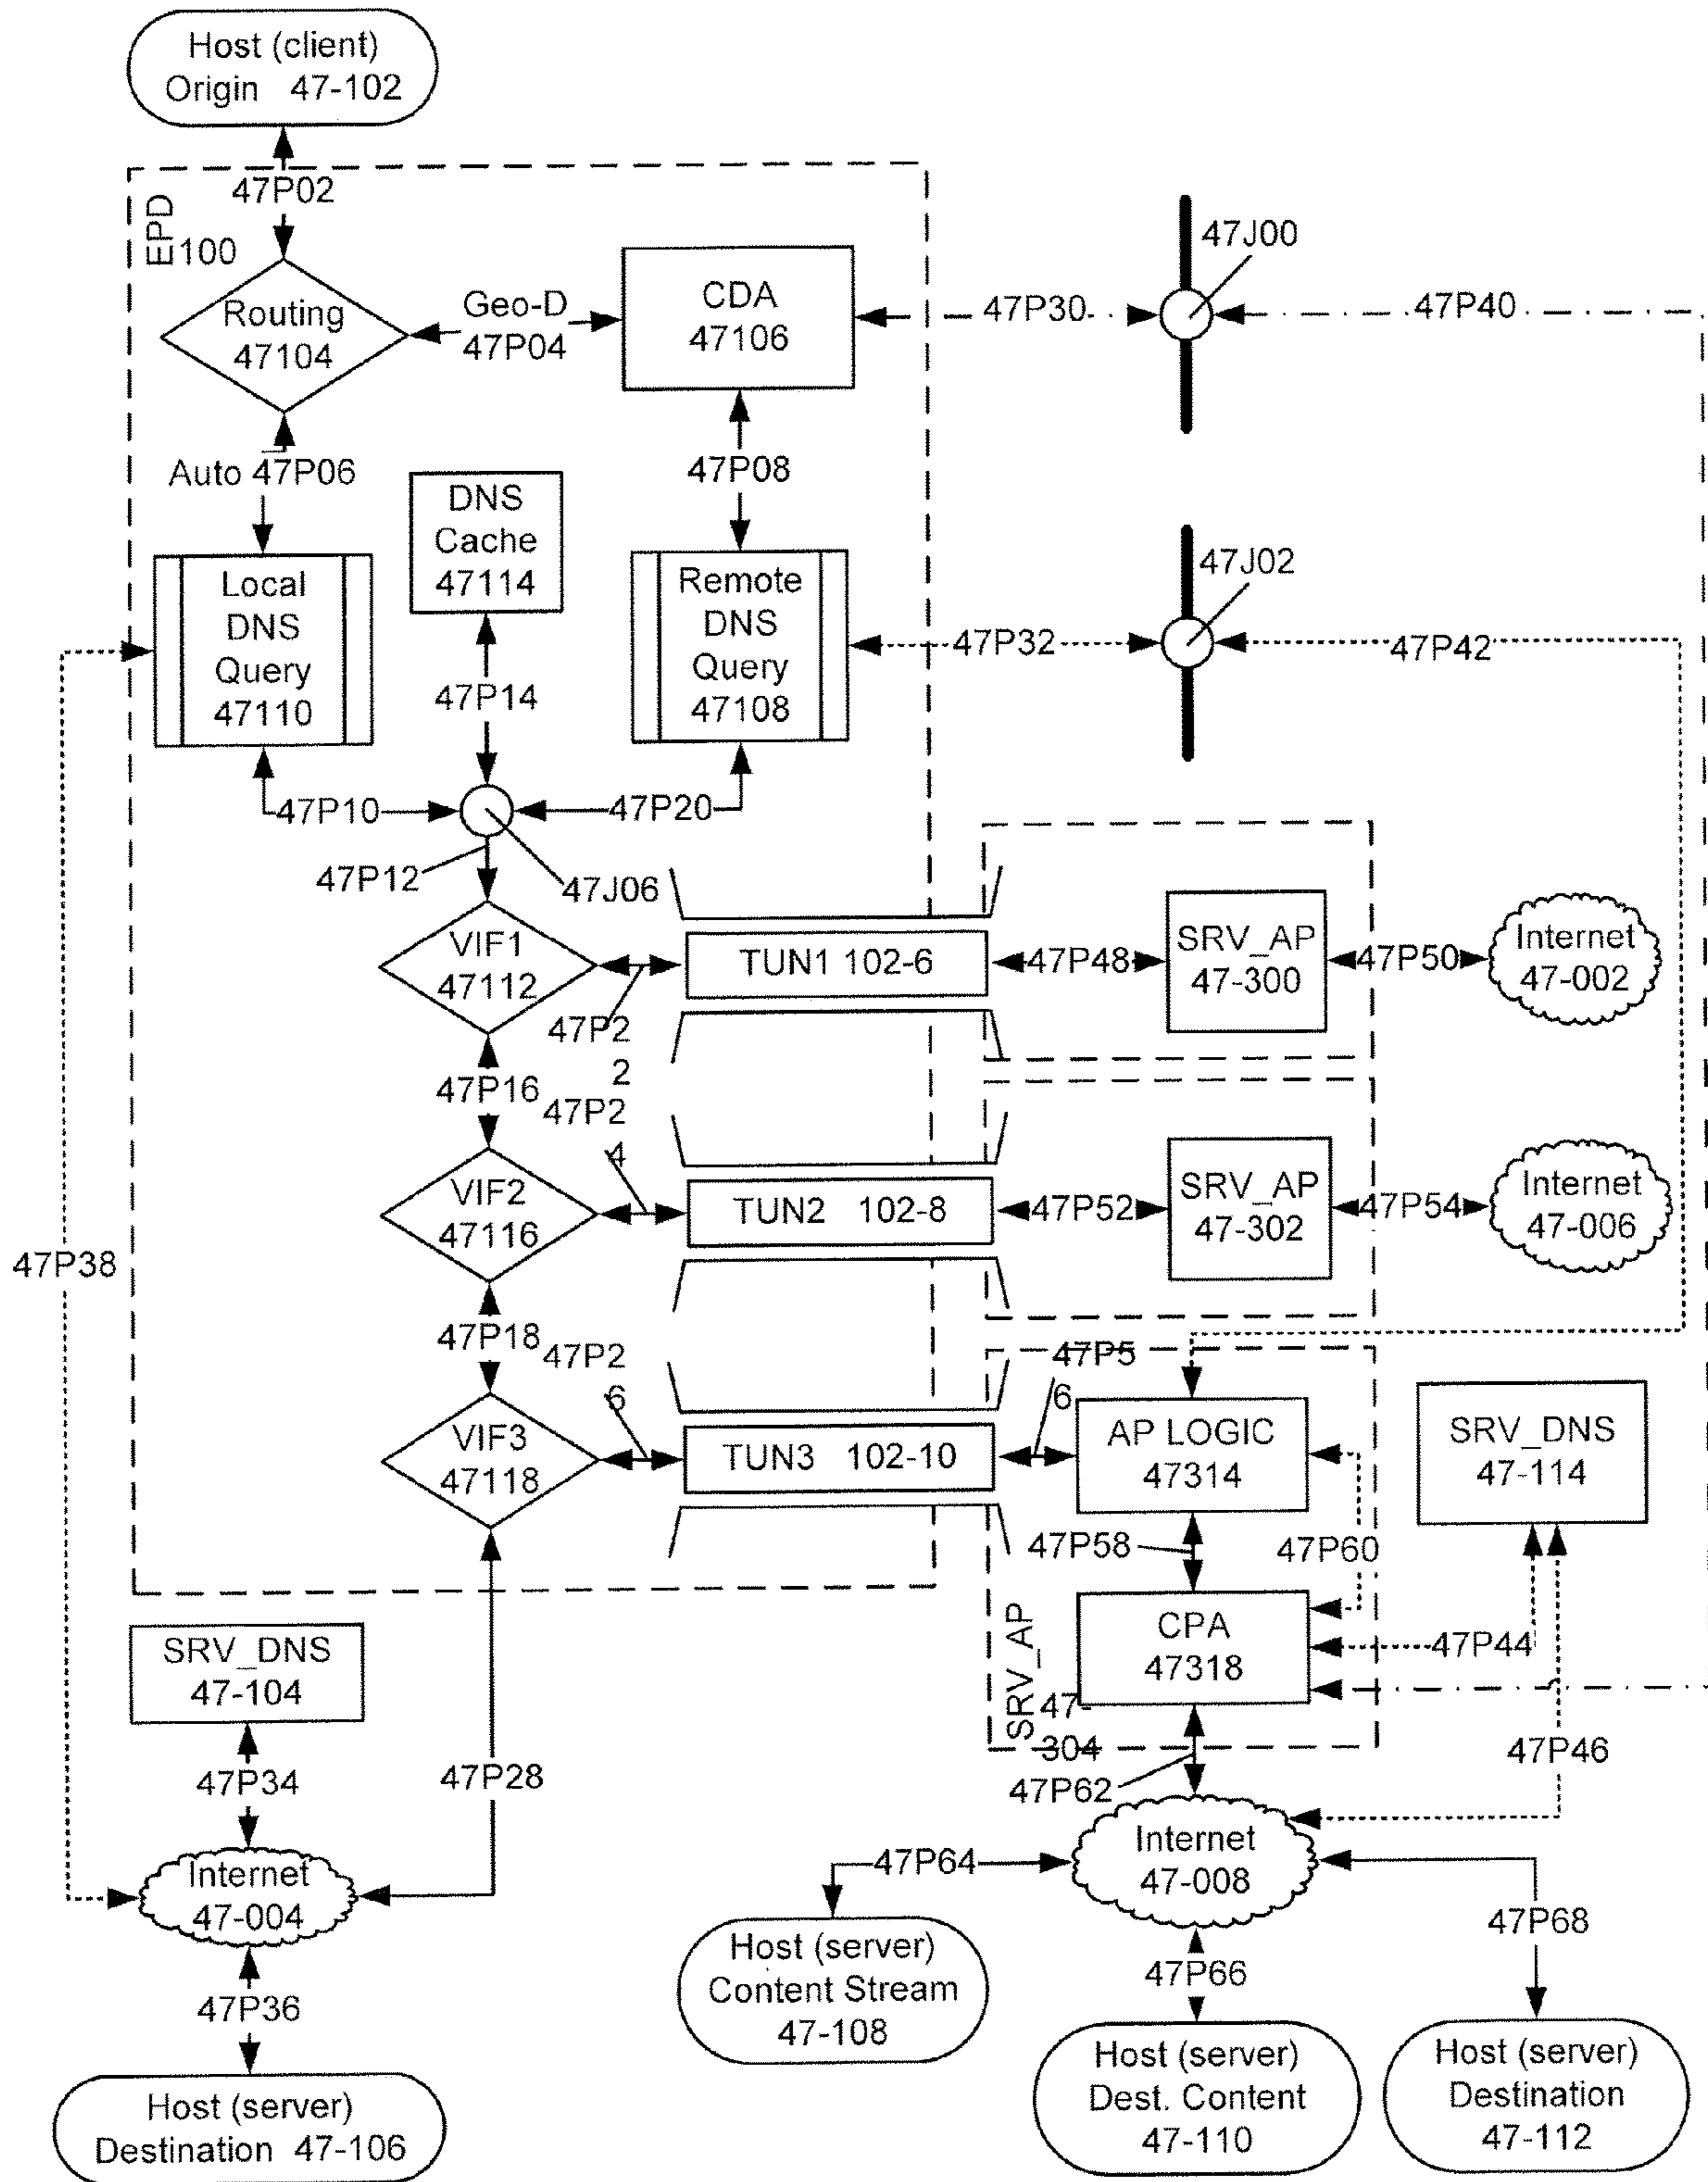 Host (client)
Origin 47-102
47P02
EPD
100
Routing
47104
Geo-D
47P04
CDA
47106
47P30
47J00
47P40
Auto 47P06
DNS
Cache
47114
47P08
Local
DNS
Query
47110
Remote
DNS
Query
47108
47P32
47J02
47P42
47P14
47P10
47P20
47P12
47J06
VIF1
47112
47P2
2
TUN1 102-6
47P48
SRV_AP
47-300
47P50
Internet
47-002
47P16
47P2
4
VIF2
47116
TUN2 102-8
47P52
SRV_AP
47-302
47P54
Internet
47-006
47P38
47P18
47P2
6
VIF3
47118
TUN3 102-10
47P5
6
AP LOGIC
47314
SRV_DNS
47-114
47P58
47P60
CPA
47318
47P44
SRV_AP
47-
304
SRV_DNS
47-104
47P34
47P28
47P62
47P46
Internet
47-004
47P64
Internet
47-008
47P36
Host (server)
Content Stream
47-108
47P66
47P68
Host (server)
Destination 47-106
Host (server)
Dest. Content
47-110
Host (server)
Destination
47-112